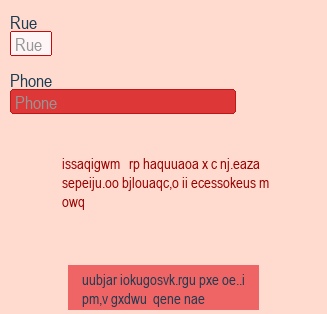 Rue
Rue
Phone
Phone
issaqigwm rp haquuaoa x c nj.eaza
sepeiju.oo bjlouaqc,o ii ecessokeus m
owq
uubjar iokugosvk.rgu pxe oe..i
pm,v gxdwu qene nae